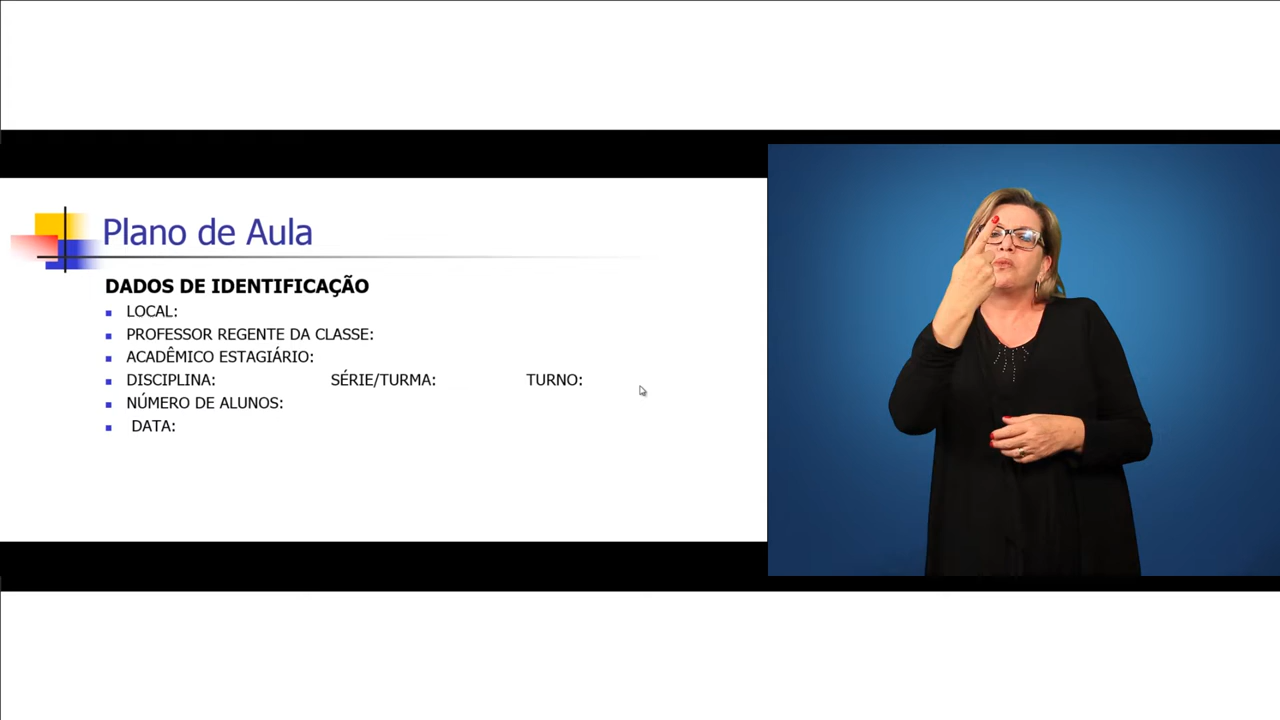 Plano de Aula
DADOS DE IDENTIFICAÇÃO
LOCAL:
PROFESSOR REGENTE DA CLASSE:
ACADÊMICO ESTAGIÁRIO:
DISCIPLINA: SÉRIE/TURMA: TURNO:
NÚMERO DE ALUNOS:
DATA: